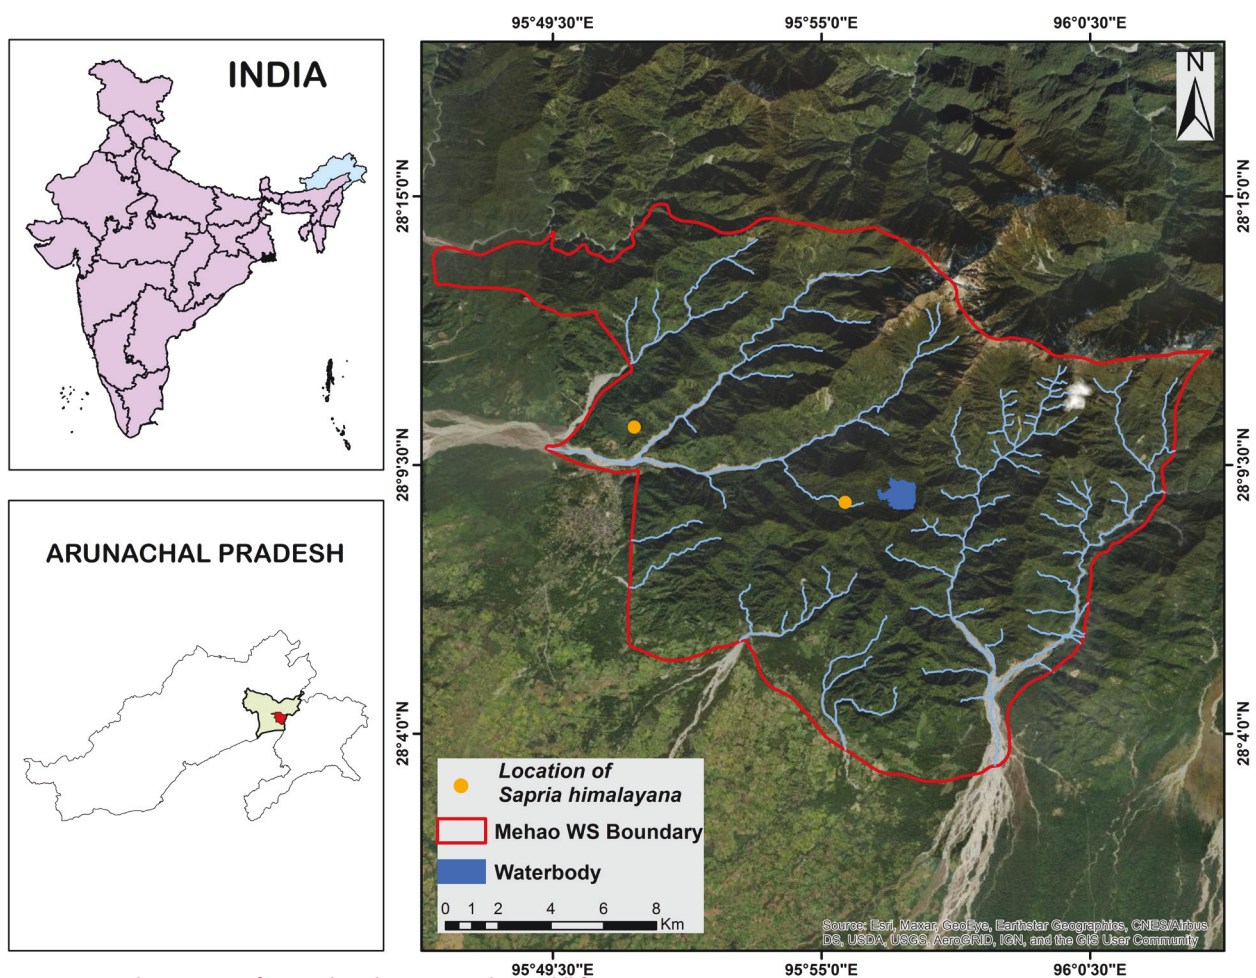 INDIA
ARUNACHAL PRADESH
95°49'30"E 95°55'0"E 96°0'30"E
N
28°15'0"N 28°15'0"N
28°9'30"N 28°9'30"N
28°4'0"N 28°4'0"N
Location of
Sapria himalayana
Mehao WS Boundary
Waterbody
0 1 2 4 6 8
Km
Source: Esri, Maxar, GeoEye, Earthstar Geographics, CNES/Airbus
DS, USDA, USGS, AeroGRID, IGN, and the GIS User Community
95°49'30"E 95°55'0"E 96°0'30"E